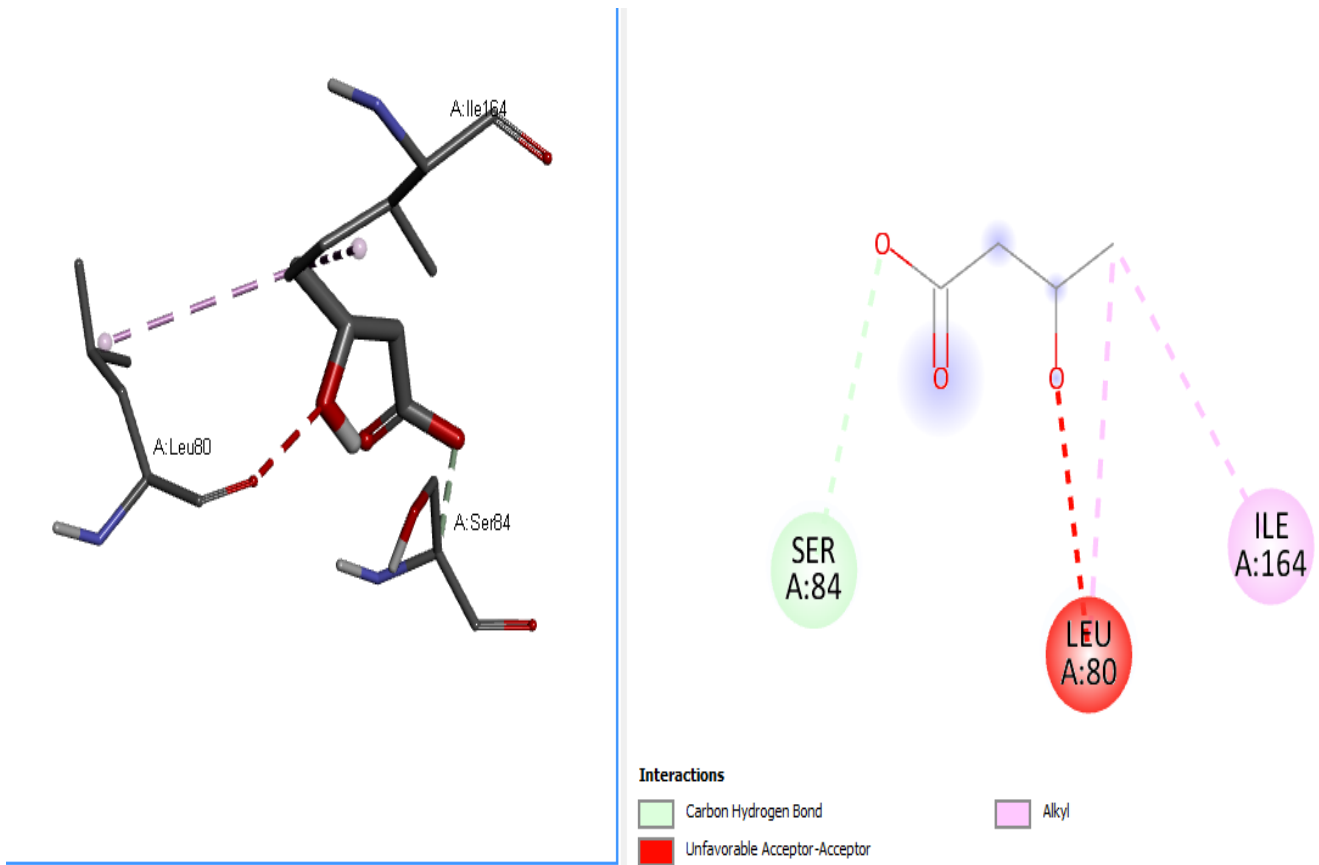 A:Ile164
A:Leu80
A:Ser84
O
O
O
SER
A:84
LEU
A:80
ILE
A:164
Interactions
Carbon Hydrogen Bond
Alkyl
Unfavorable Acceptor-Acceptor